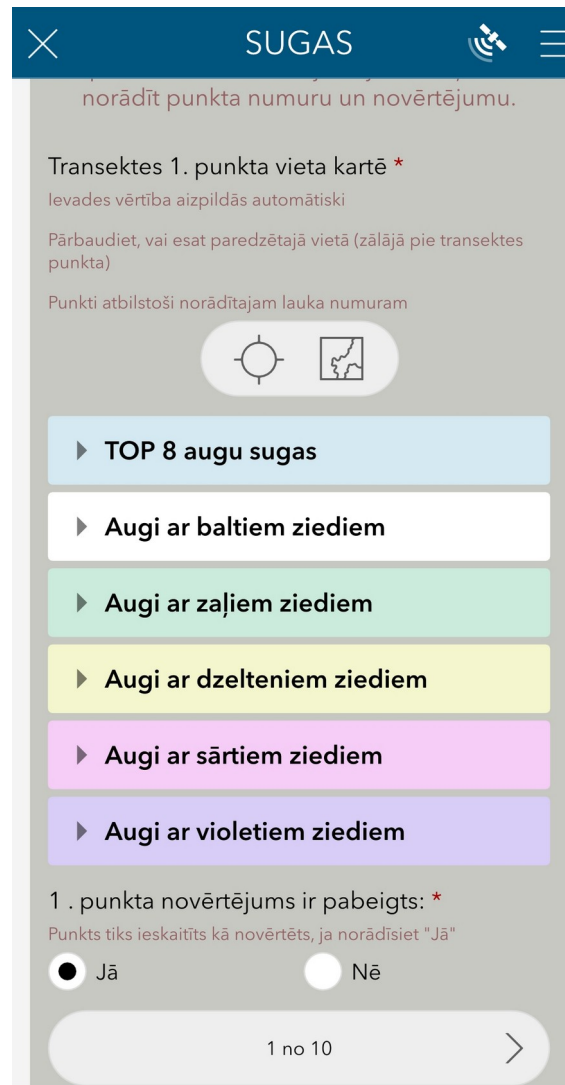 SUGAS
norādīt punkta numuru un novērtējumu.
Transektes 1. punkta vieta kartē *
Ievades vērtība aizpildās automātiski
Pārbaudiet, vai esat paredzētajā vietā (zālājā pie transektes
punkta)
Punkti atbilstoši norādītajam lauka numuram
TOP 8 augu sugas
Augi ar baltiem ziediem
Augi ar zaļiem ziediem
Augi ar dzelteniem ziediem
Augi ar sārtiem ziediem
Augi ar violetiem ziediem
1 . punkta novērtējums ir pabeigts: *
Punkts tiks ieskaitīts kā novērtēts, ja norādīsiet "Jā"
Jā
Nē
1 no 10